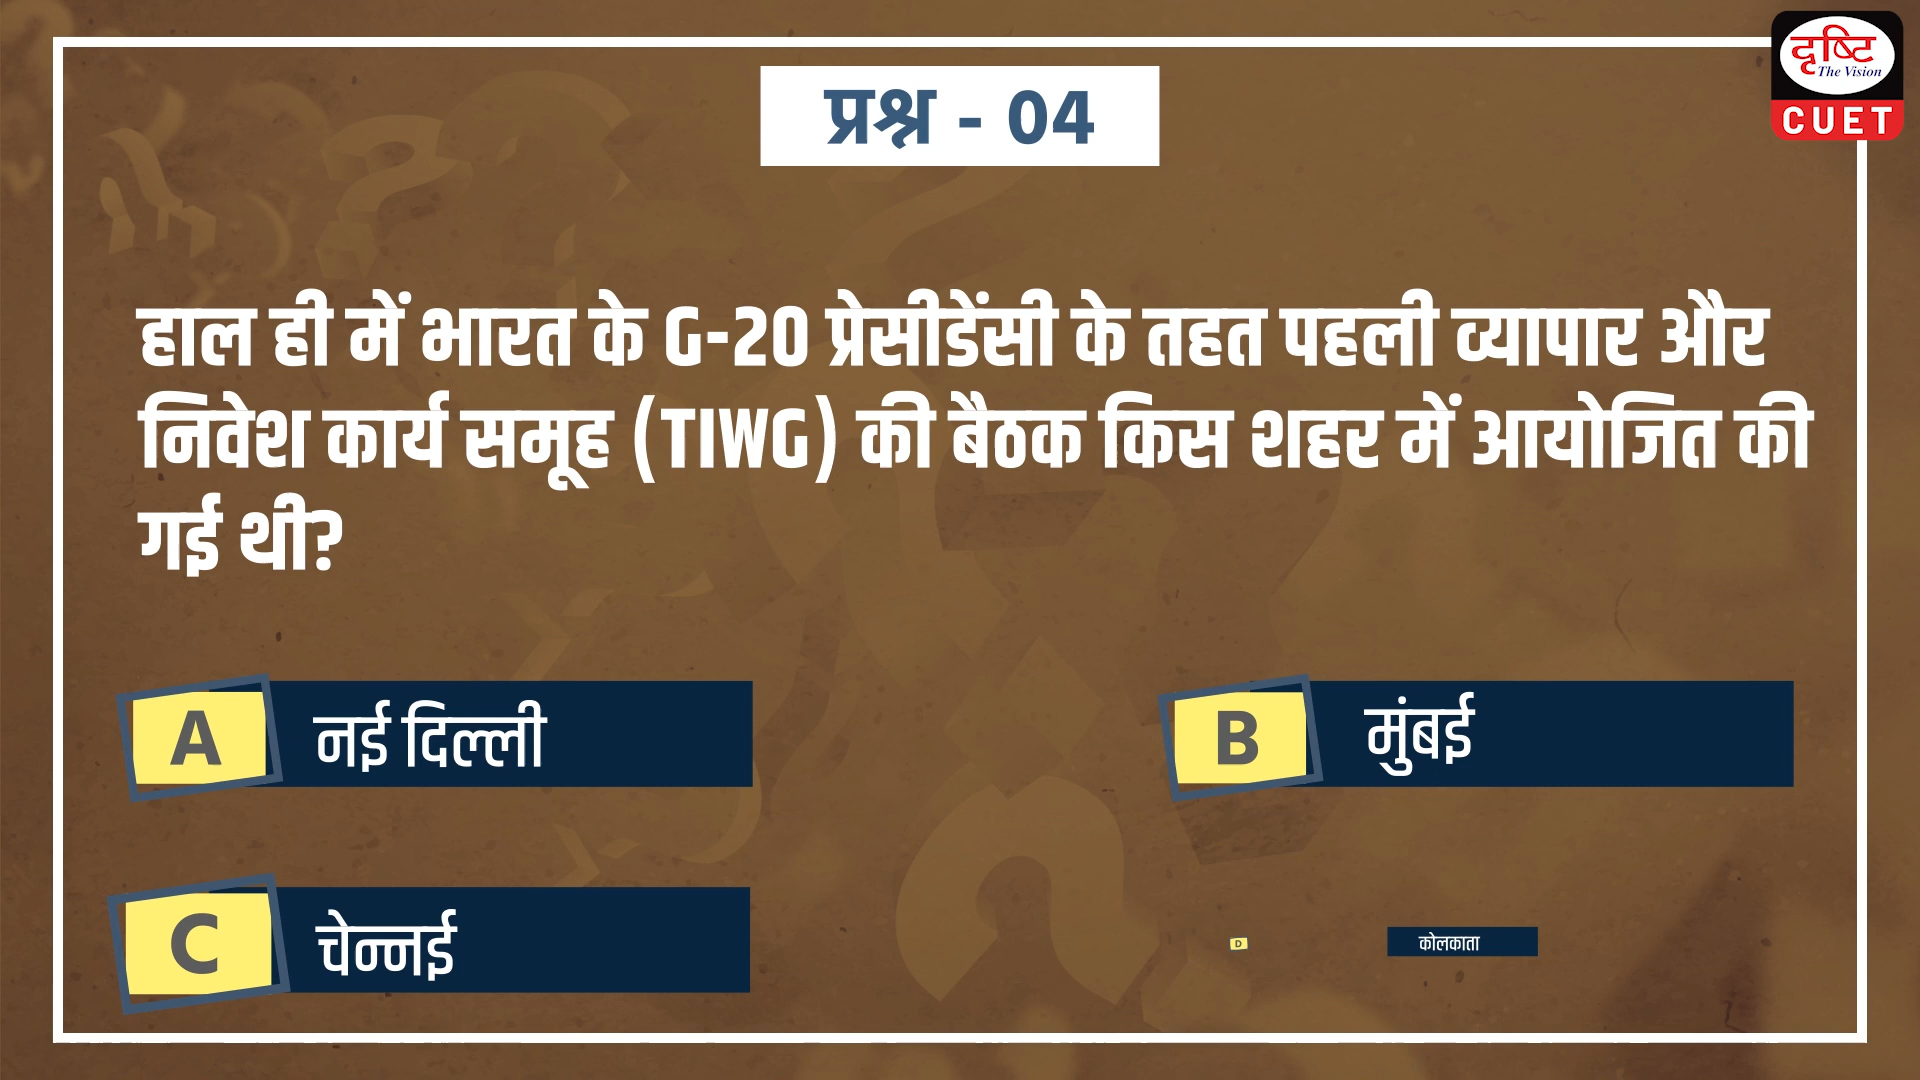 दृष्टि
The Vision
CUET
प्रश्न - 04
हाल ही में भारत के G-20 प्रेसीडेंसी के तहत पहली व्यापार और
निवेश कार्य समूह (TIWG) की बैठक किस शहर में आयोजित की
गई थी?
A नई दिल्ली
B मुंबई
C चेन्नई
D कोलकाता